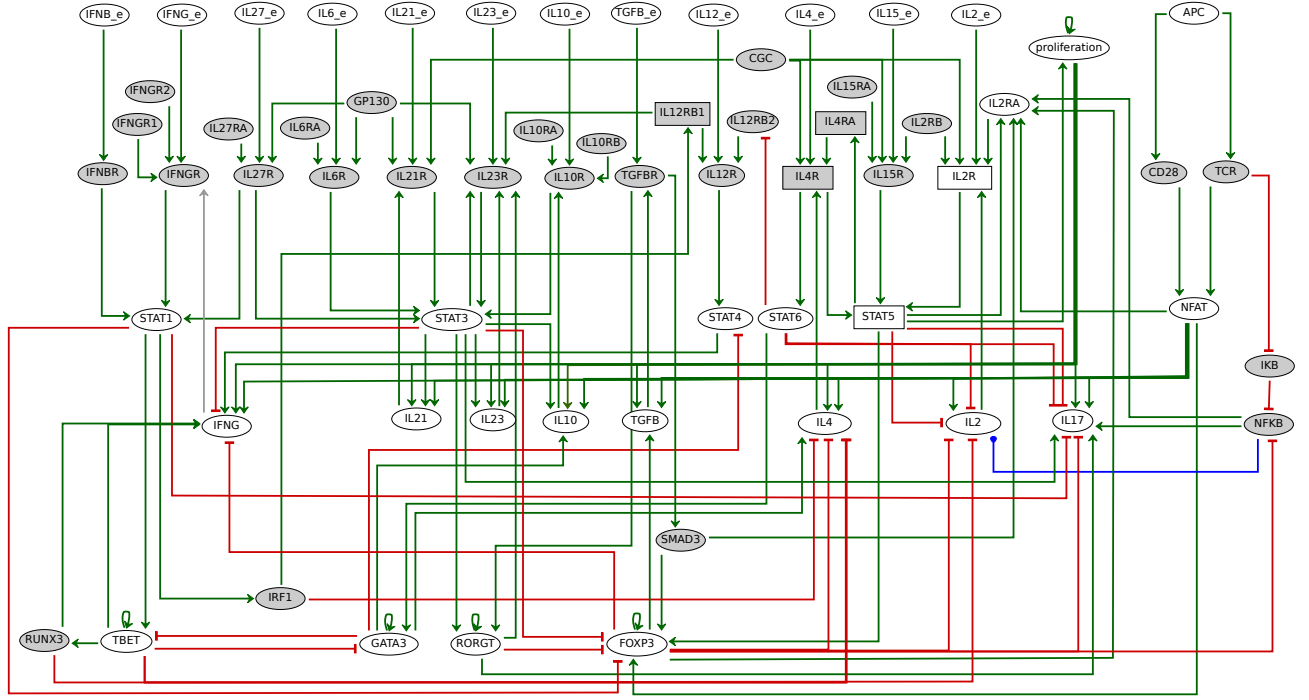 IFNB_e
IFNG_e
IL27_e
IL6_e
IL21_e
IL23_e
IL10_e
TGFB_e
IL12_e
IL4_e
IL15_e
IL2_e
APC
proliferation
CGC
IFNGR2
GP130
IL15RA
IL2RA
IFNGR1
IL27RA
IL6RA
IL10RA
IL10RB
IL12RB1
IL12RB2
IL4RA
IL2RB
IFNBR
IFNGR
IL27R
IL6R
IL21R
IL23R
IL10R
TGFBR
IL12R
IL4R
IL15R
IL2R
CD28
TCR
STAT1
STAT3
STAT4
STAT6
STAT5
NFAT
IKB
IFNG
IL21
IL23
IL10
TGFB
IL4
IL2
IL17
NFKB
SMAD3
IRF1
RUNX3
TBET
GATA3
RORGT
FOXP3